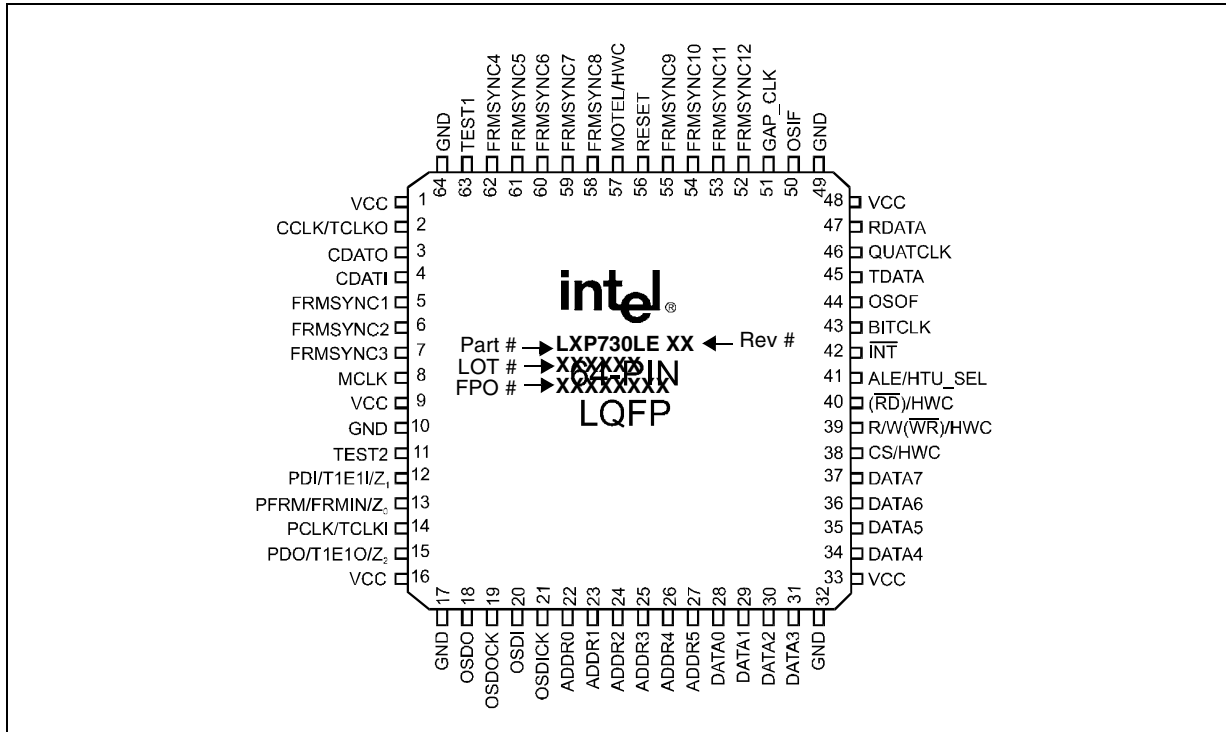 GND
TEST1
FRMSYNC4
FRMSYNC5
FRMSYNC6
FRMSYNC7
FRMSYNC8
MOTEL/HWC
RESET
FRMSYNC9
FRMSYNC10
FRMSYNC11
FRMSYNC12
GAP_CLK
OSIF
GND
64
63
62
61
60
59
58
57
56
55
54
53
52
51
50
49
VCC 1
CCLK/TCLKO 2
CDATO 3
CDATI 4
FRMSYNC1 5
FRMSYNC2 6
FRMSYNC3 7
MCLK 8
VCC 9
GND 10
TEST2 11
PDI/T1E1I/Z₁ 12
PFRM/FRMIN/Z₀ 13
PCLK/TCLKI 14
PDO/T1E1O/Z₂ 15
VCC 16
intel®
Part # LXP730LE XX Rev #
LOT # XXXXXX
64-PIN
FPO # XXXXXXXX
LQFP
48 VCC
47 RDATA
46 QUATCLK
45 TDATA
44 OSOF
43 BITCLK
42 I̅N̅T̅
41 ALE/HTU_SEL
40 (R̅D̅)/HWC
39 R/W(W̅R̅)/HWC
38 CS/HWC
37 DATA7
36 DATA6
35 DATA5
34 DATA4
33 VCC
17
18
19
20
21
22
23
24
25
26
27
28
29
30
31
32
GND
OSDO
OSDOCK
OSDI
OSDICK
ADDR0
ADDR1
ADDR2
ADDR3
ADDR4
ADDR5
DATA0
DATA1
DATA2
DATA3
GND